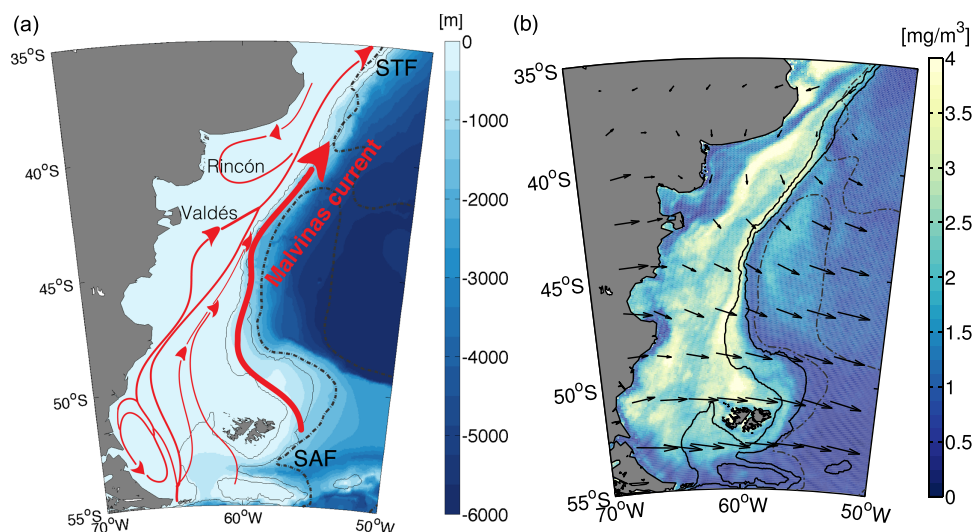 (a)
[m]
35°S
40°S
45°S
50°S
55°S
70°W
60°W
50°W
STF
Rincón
Valdés
Malvinas current
SAF
0
-1000
-2000
-3000
-4000
-5000
-6000
(b)
[mg/m³]
35°S
40°S
45°S
50°S
55°S
70°W
60°W
50°W
4
3.5
3
2.5
2
1.5
1
0.5
0